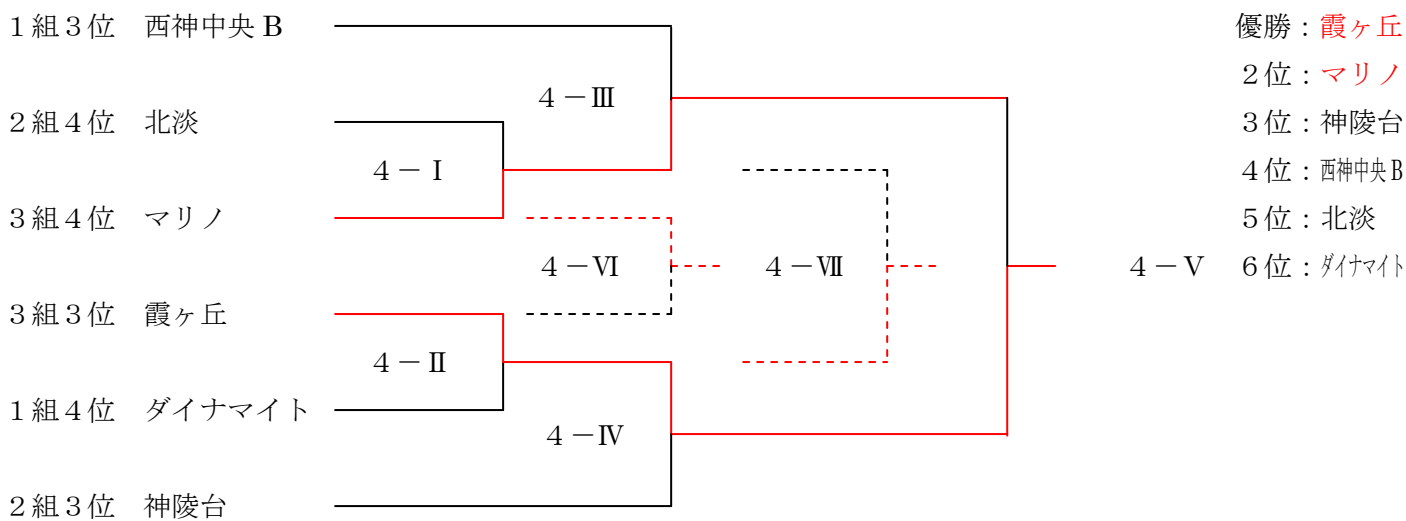 1組3位 西神中央B
優勝：霞ヶ丘
2位：マリノ
4－Ⅲ
2組4位 北淡
3位：神陵台
4－Ⅰ
4位：西神中央B
3組4位 マリノ
5位：北淡
4－Ⅵ
4－Ⅶ
4－Ⅴ
6位：ダイナマイト
3組3位 霞ヶ丘
4－Ⅱ
1組4位 ダイナマイト
4－Ⅳ
2組3位 神陵台